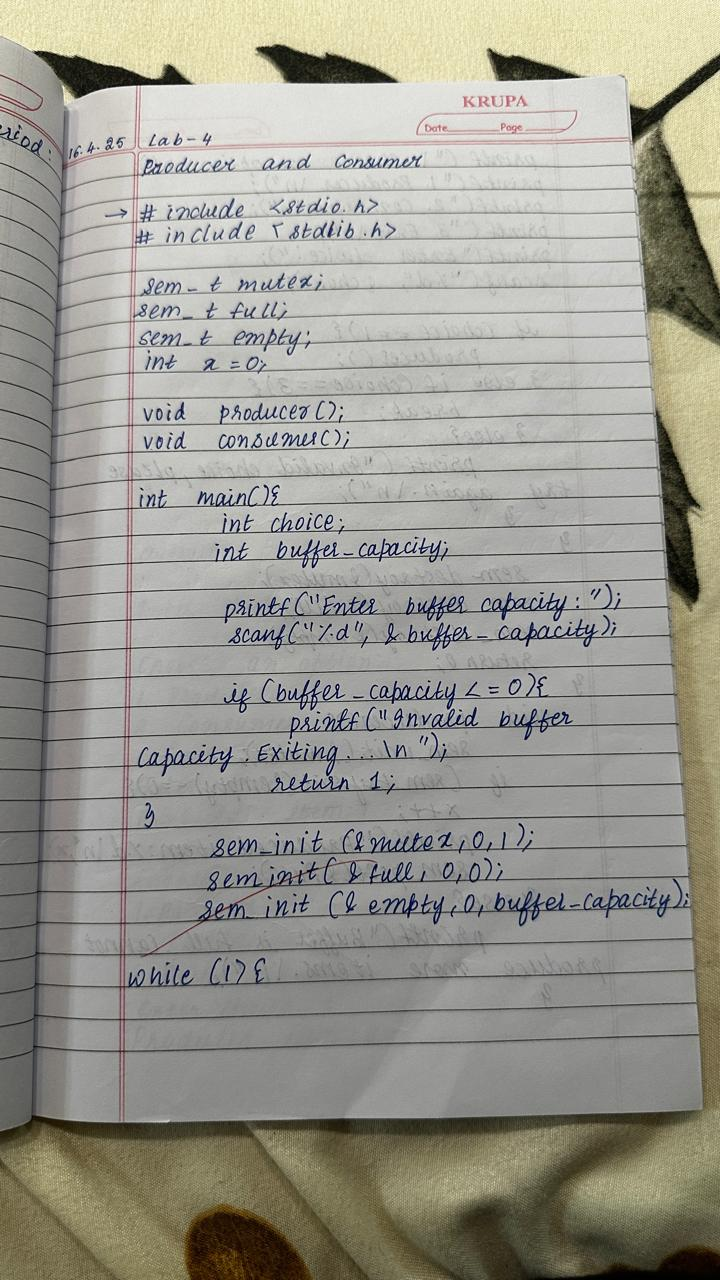 KRUPA
Date Page
eriod:
16.4.25 Lab-4
Producer and Consumer
→ # include <stdio.h>
# include <stdlib.h>
sem_t mutex;
sem_t full;
sem_t empty;
int x = 0;
void producer();
void consumer();
int main(){
int choice;
int buffer_capacity;
printf("Enter buffer capacity: ");
scanf("%d", &buffer_capacity);
if (buffer_capacity <= 0){
printf("Invalid buffer
capacity. Exiting...\n");
return 1;
}
sem_init (&mutex, 0, 1);
sem_init( &full, 0, 0);
sem_init (& empty, 0, buffer_capacity);
while (1) {